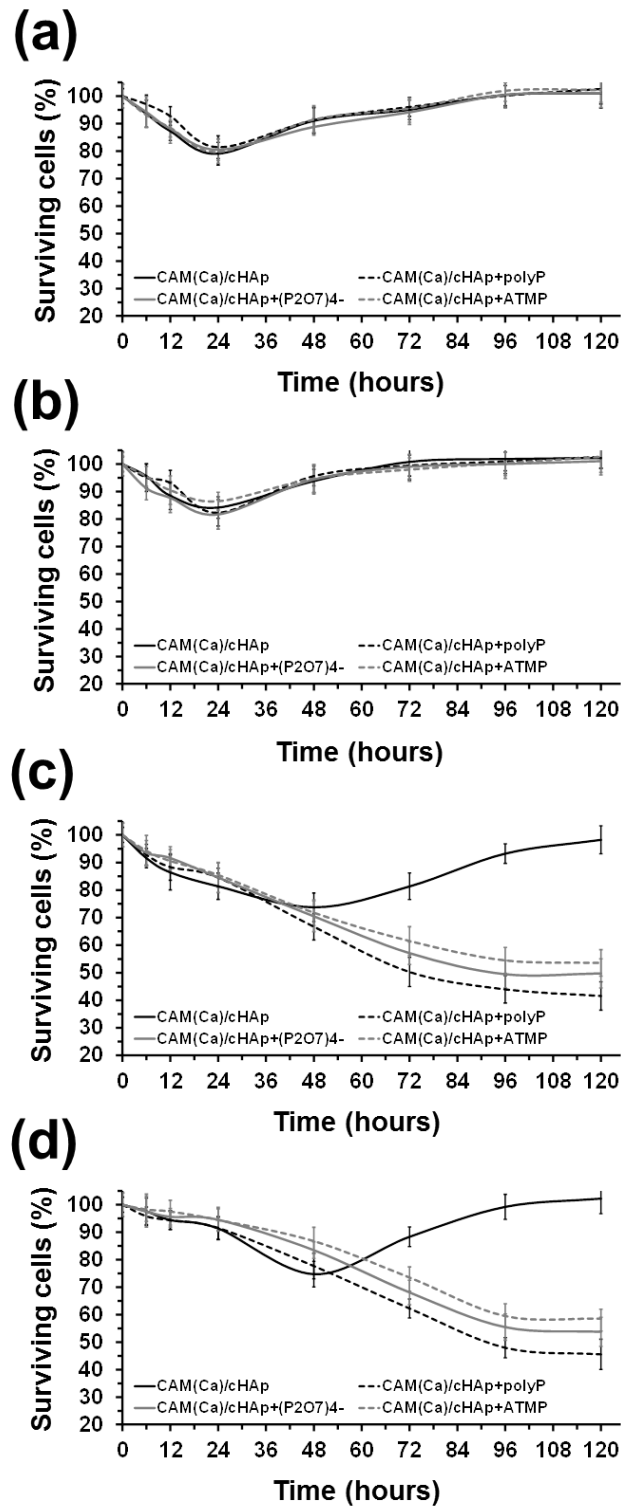 (a)
Surviving cells (%)
100
90
80
70
60
50
40
30
20
CAM(Ca)/cHAp
CAM(Ca)/cHAp+polyP
CAM(Ca)/cHAp+(P2O7)4-
CAM(Ca)/cHAp+ATMP
0 12 24 36 48 60 72 84 96 108 120
Time (hours)
(b)
Surviving cells (%)
100
90
80
70
60
50
40
30
20
CAM(Ca)/cHAp
CAM(Ca)/cHAp+polyP
CAM(Ca)/cHAp+(P2O7)4-
CAM(Ca)/cHAp+ATMP
0 12 24 36 48 60 72 84 96 108 120
Time (hours)
(c)
Surviving cells (%)
100
90
80
70
60
50
40
30
20
CAM(Ca)/cHAp
CAM(Ca)/cHAp+polyP
CAM(Ca)/cHAp+(P2O7)4-
CAM(Ca)/cHAp+ATMP
0 12 24 36 48 60 72 84 96 108 120
Time (hours)
(d)
Surviving cells (%)
100
90
80
70
60
50
40
30
20
CAM(Ca)/cHAp
CAM(Ca)/cHAp+polyP
CAM(Ca)/cHAp+(P2O7)4-
CAM(Ca)/cHAp+ATMP
0 12 24 36 48 60 72 84 96 108 120
Time (hours)